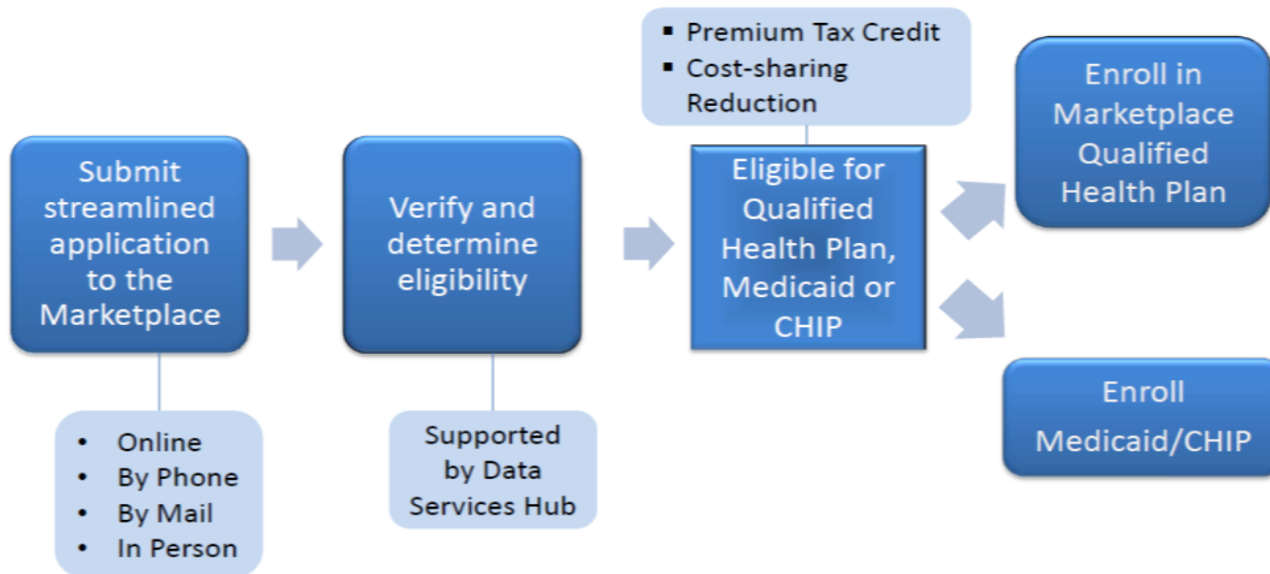 Submit
streamlined
application
to the
Marketplace
• Online
• By Phone
• By Mail
• In Person
Verify and
determine
eligibility
Supported
by Data
Services Hub
▪ Premium Tax Credit
▪ Cost-sharing
Reduction
Eligible for
Qualified
Health Plan,
Medicaid or
CHIP
Enroll in
Marketplace
Qualified
Health Plan
Enroll
Medicaid/CHIP